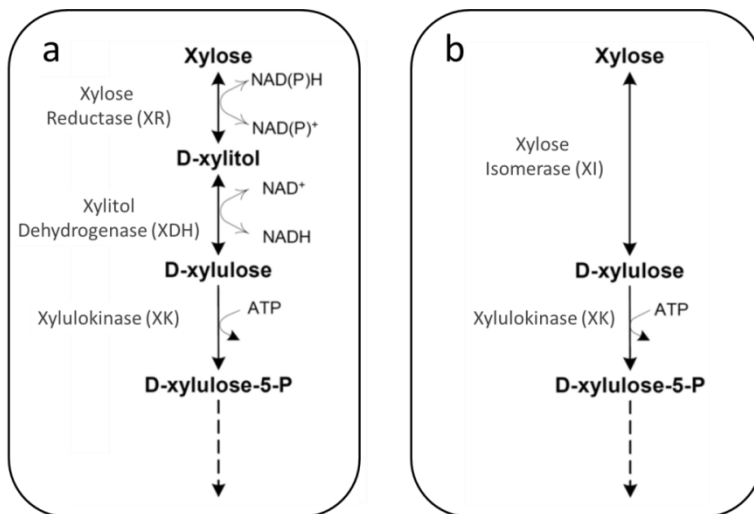 a
Xylose
Xylose
Reductase (XR)
NAD(P)H
NAD(P)⁺
D-xylitol
Xylitol
Dehydrogenase (XDH)
NAD⁺
NADH
D-xylulose
Xylulokinase (XK)
ATP
D-xylulose-5-P
b
Xylose
Xylose
Isomerase (XI)
D-xylulose
Xylulokinase (XK)
ATP
D-xylulose-5-P